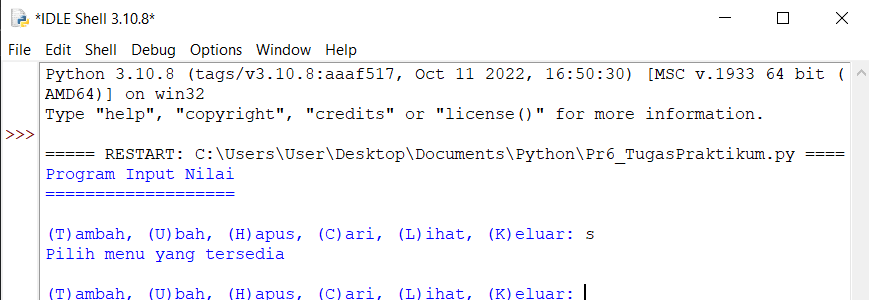 *IDLE Shell 3.10.8*
File Edit Shell Debug Options Window Help
Python 3.10.8 (tags/v3.10.8:aaaf517, Oct 11 2022, 16:50:30) [MSC v.1933 64 bit (
AMD64)] on win32
Type "help", "copyright", "credits" or "license()" for more information.
>>>
===== RESTART: C:\Users\User\Desktop\Documents\Python\Pr6_TugasPraktikum.py ====
Program Input Nilai
===================
(T)ambah, (U)bah, (H)apus, (C)ari, (L)ihat, (K)eluar: s
Pilih menu yang tersedia
(T)ambah, (U)bah, (H)apus, (C)ari, (L)ihat, (K)eluar: